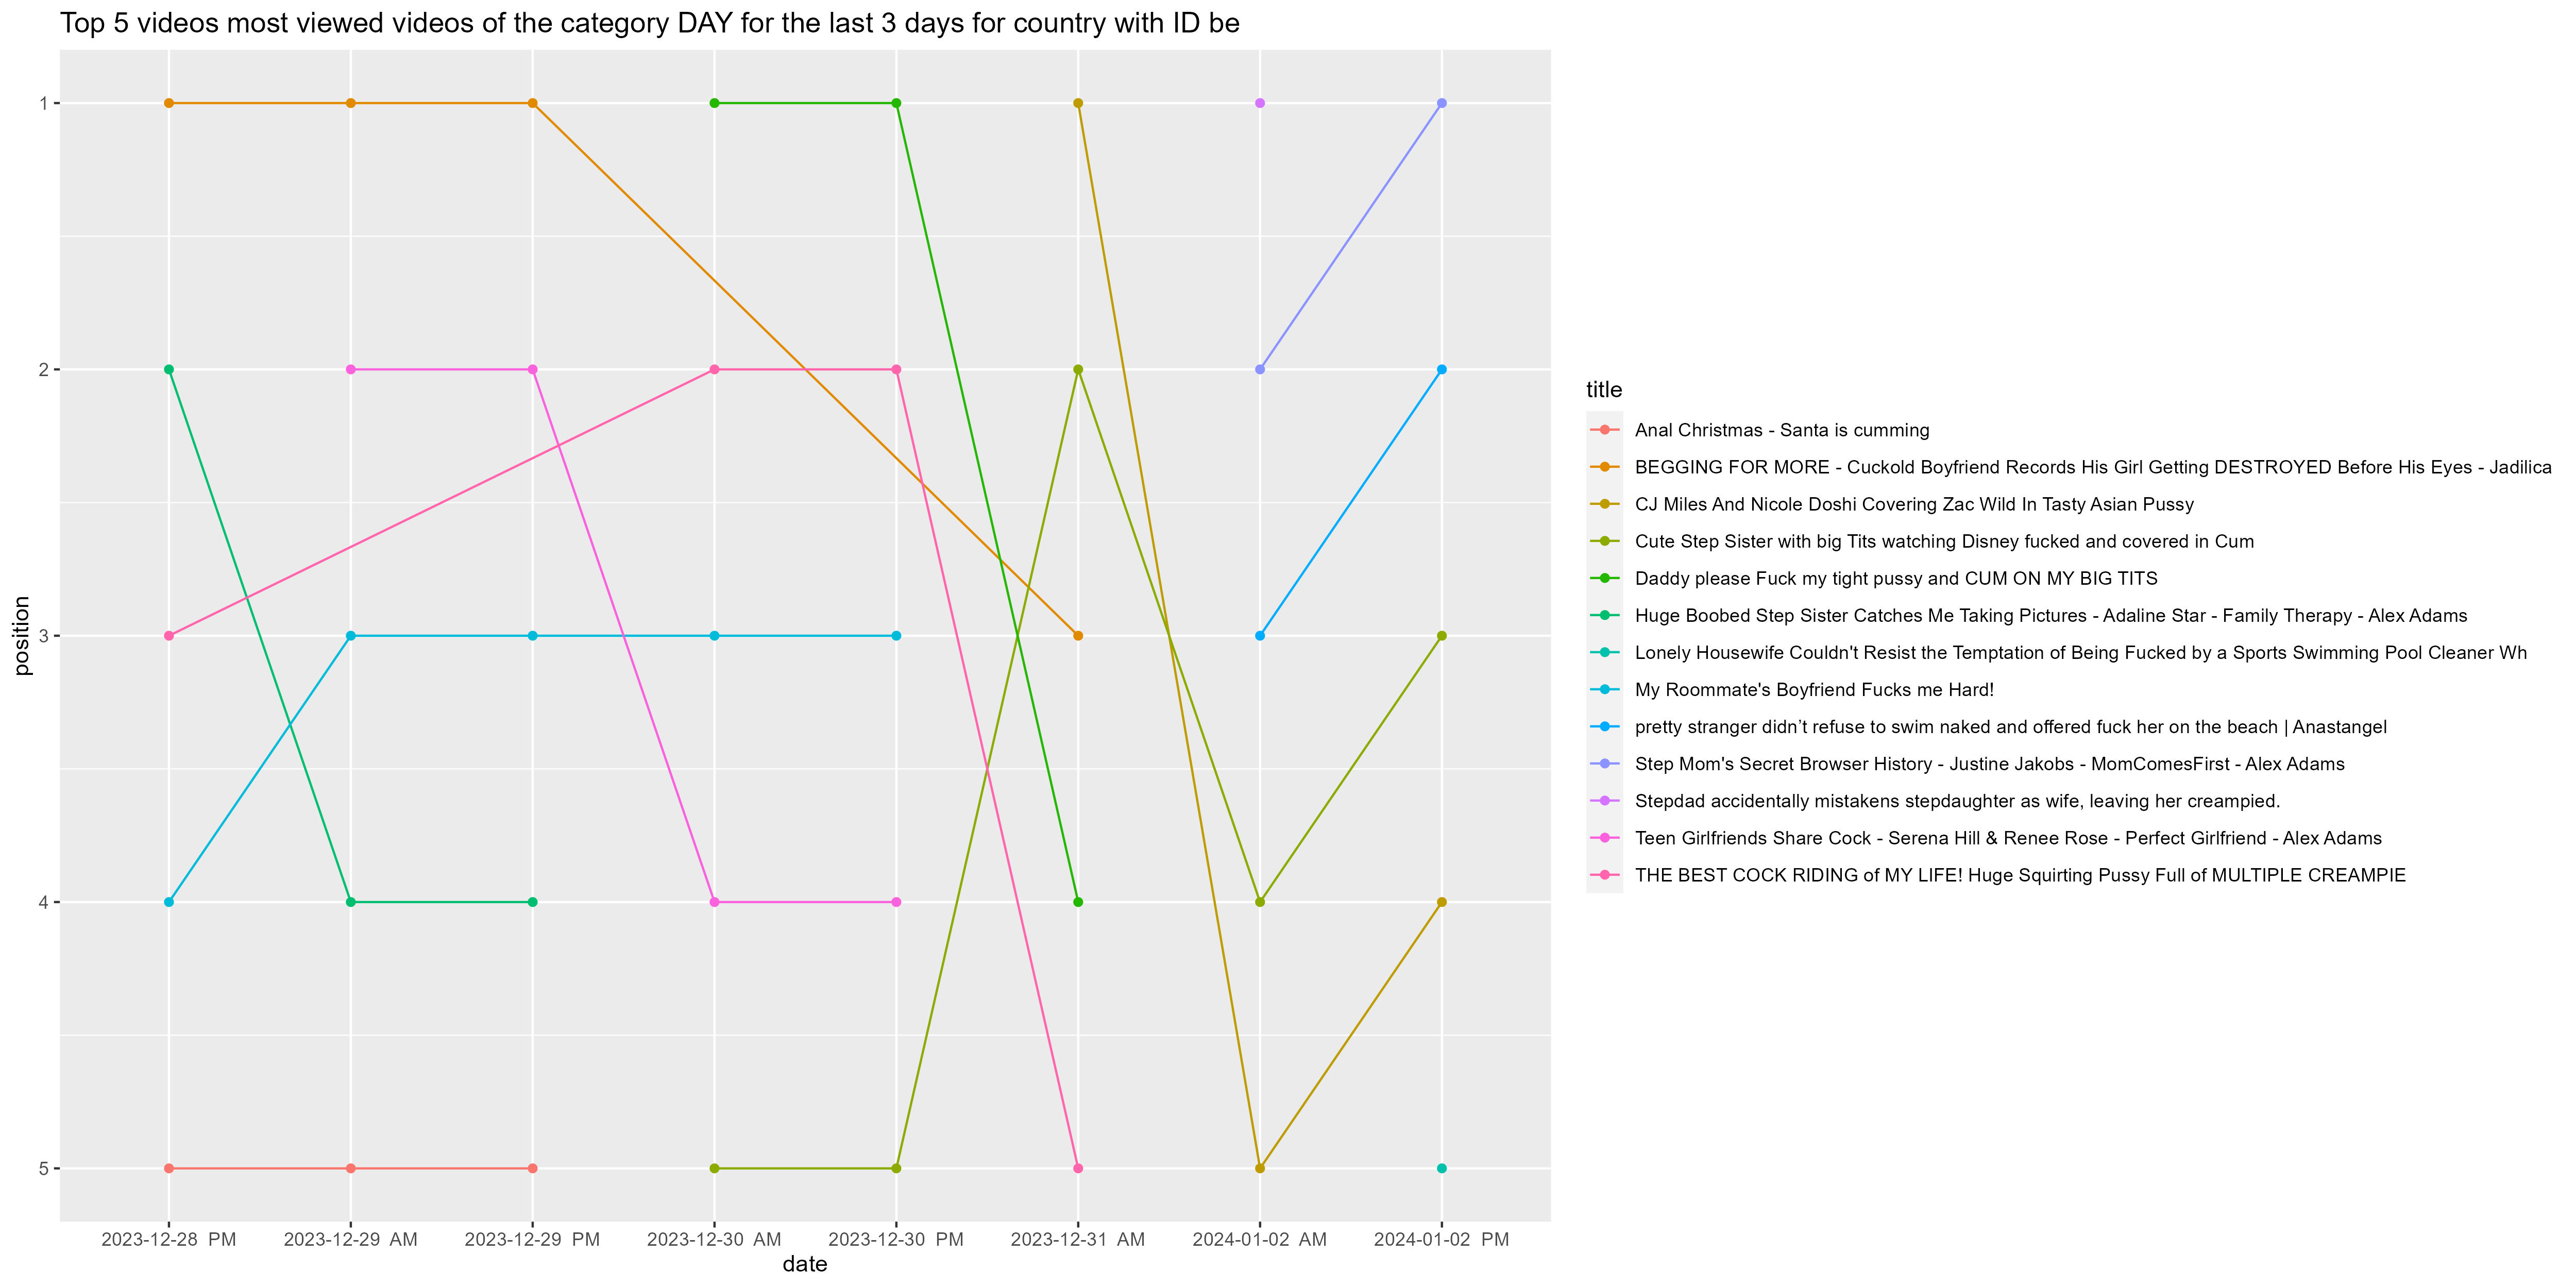 Top 5 videos most viewed videos of the category DAY for the last 3 days for country with ID be
position
1
2
3
4
5
2023-12-28 PM
2023-12-29 AM
2023-12-29 PM
2023-12-30 AM
2023-12-30 PM
2023-12-31 AM
2024-01-02 AM
2024-01-02 PM
date
title
Anal Christmas - Santa is cumming
BEGGING FOR MORE - Cuckold Boyfriend Records His Girl Getting DESTROYED Before His Eyes - Jadilica
CJ Miles And Nicole Doshi Covering Zac Wild In Tasty Asian Pussy
Cute Step Sister with big Tits watching Disney fucked and covered in Cum
Daddy please Fuck my tight pussy and CUM ON MY BIG TITS
Huge Boobed Step Sister Catches Me Taking Pictures - Adaline Star - Family Therapy - Alex Adams
Lonely Housewife Couldn't Resist the Temptation of Being Fucked by a Sports Swimming Pool Cleaner Wh
My Roommate's Boyfriend Fucks me Hard!
pretty stranger didn’t refuse to swim naked and offered fuck her on the beach | Anastangel
Step Mom's Secret Browser History - Justine Jakobs - MomComesFirst - Alex Adams
Stepdad accidentally mistakens stepdaughter as wife, leaving her creampied.
Teen Girlfriends Share Cock - Serena Hill & Renee Rose - Perfect Girlfriend - Alex Adams
THE BEST COCK RIDING of MY LIFE! Huge Squirting Pussy Full of MULTIPLE CREAMPIE